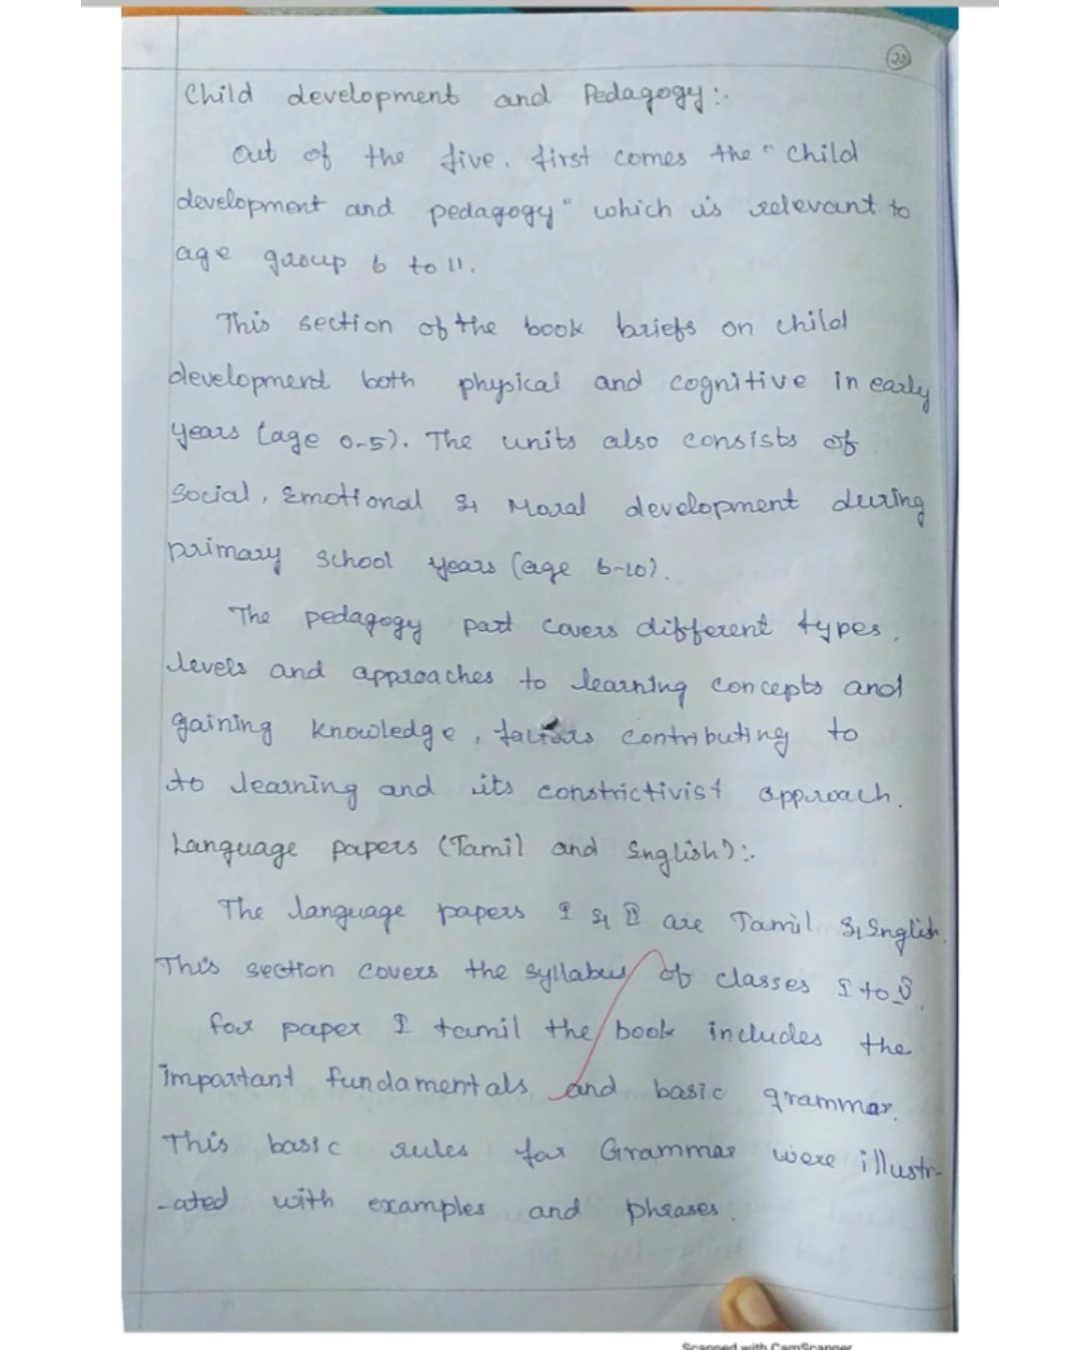 22
Child development and Pedagogy:.
Out of the five. first comes the "child
development and pedagogy" which is relevant to
age group 6 to 11.
This section of the book briefs on child
development both physical and cognitive in early
years (age 0-5). The units also consists of
Social, Emotional & Moral development during
primary school years (age 6-10).
The pedagogy part covers different types,
levels and approaches to learning concepts and
gaining knowledge, factors contributing to
to learning and its constrictivist approach.
Language papers (Tamil and English):.
The language papers I & II are Tamil & English.
This section covers the syllabus of classes I to V.
for paper I tamil the book includes the
important fundamentals and basic grammar.
This basic rules for Grammar were illustr-
-ated with examples and phrases.
Scanned with CamScanner